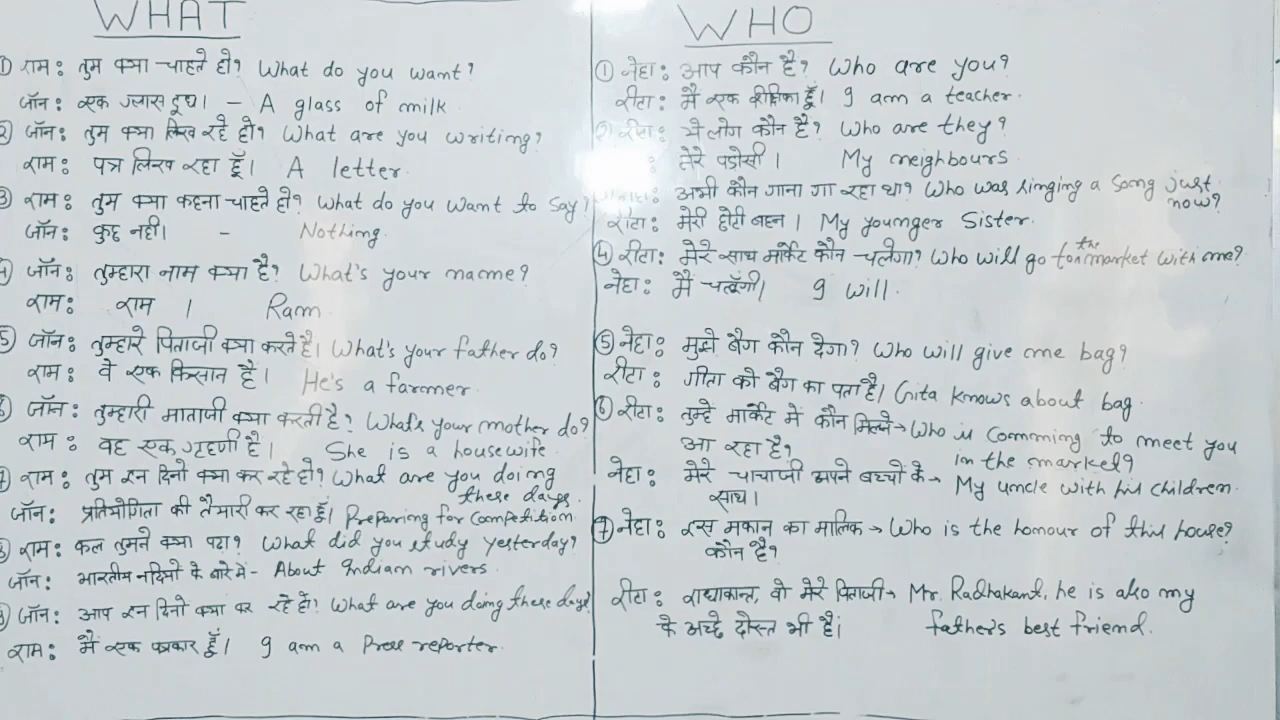 WHAT
① राम: तुम क्या चाहते हो? What do you want?
जॉन: एक ग्लास दूध। - A glass of milk
② जॉन: तुम क्या लिख रहे हो? What are you writing?
राम: पत्र लिख रहा हूँ। A letter.
③ राम: तुम क्या कहना चाहते हो? What do you want to say?
जॉन: कुछ नही। - Nothing.
④ जॉन: तुम्हारा नाम क्या है? What's your name?
राम: राम । Ram
⑤ जॉन: तुम्हारे पिताजी क्या करते है। What's your father do?
राम: वे एक किसान है। He's a farmer.
⑥ जॉन: तुम्हारी माताजी क्या करती है? What's your mother do?
राम: वह एक गृहणी है। She is a housewife.
⑦ राम: तुम इन दिनो क्या कर रहे हो? What are you doing
these days.
जॉन: प्रतियोगिता की तैयारी कर रहा हूँ। Preparing for Competition.
⑧ राम: कल तुमने क्या पढा? What did you study yesterday?
जॉन: भारतीय नदियो के बारे मे - About Indian rivers.
जॉन: आप इन दिनो क्या कर रहे हो? What are you doing these days?
राम: मैं एक पत्रकार हूँ। I am a Press reporter.
WHO
① नेहा: आप कौन है? Who are you?
रीटा: मै एक शिक्षिका हूँ। I am a teacher.
रीटा: ये लोग कौन है? Who are they?
: मेरे पडोसी । My neighbours
अभी कौन गाना गा रहा था? Who was singing a Song just
now?
रीटा: मेरी छोटी बहन । My younger Sister.
④ रीटा: मेरे साथ मार्केट कौन चलेगा? Who will go to the market with me?
नेहा: मै चलूँगी। I will.
⑤ नेहा: मुझे बैग कौन देगा? Who will give me bag?
रीटा: गीता को बैग का पता है। Gita knows about bag.
⑥ रीटा: तुम्हे मार्केट में कौन मिलने → Who is Comming to meet you
आ रहा है? in the market?
नेहा: मेरे चाचाजी अपने बच्चों के → My uncle with his children.
साथ।
⑦ नेहा: इस मकान का मालिक → Who is the honour of this house?
कौन है?
रीटा: राधाकान्त, वो मेरे पिताजी → Mr. Radhakant, he is also my
के अच्छे दोस्त भी है। father's best friend.